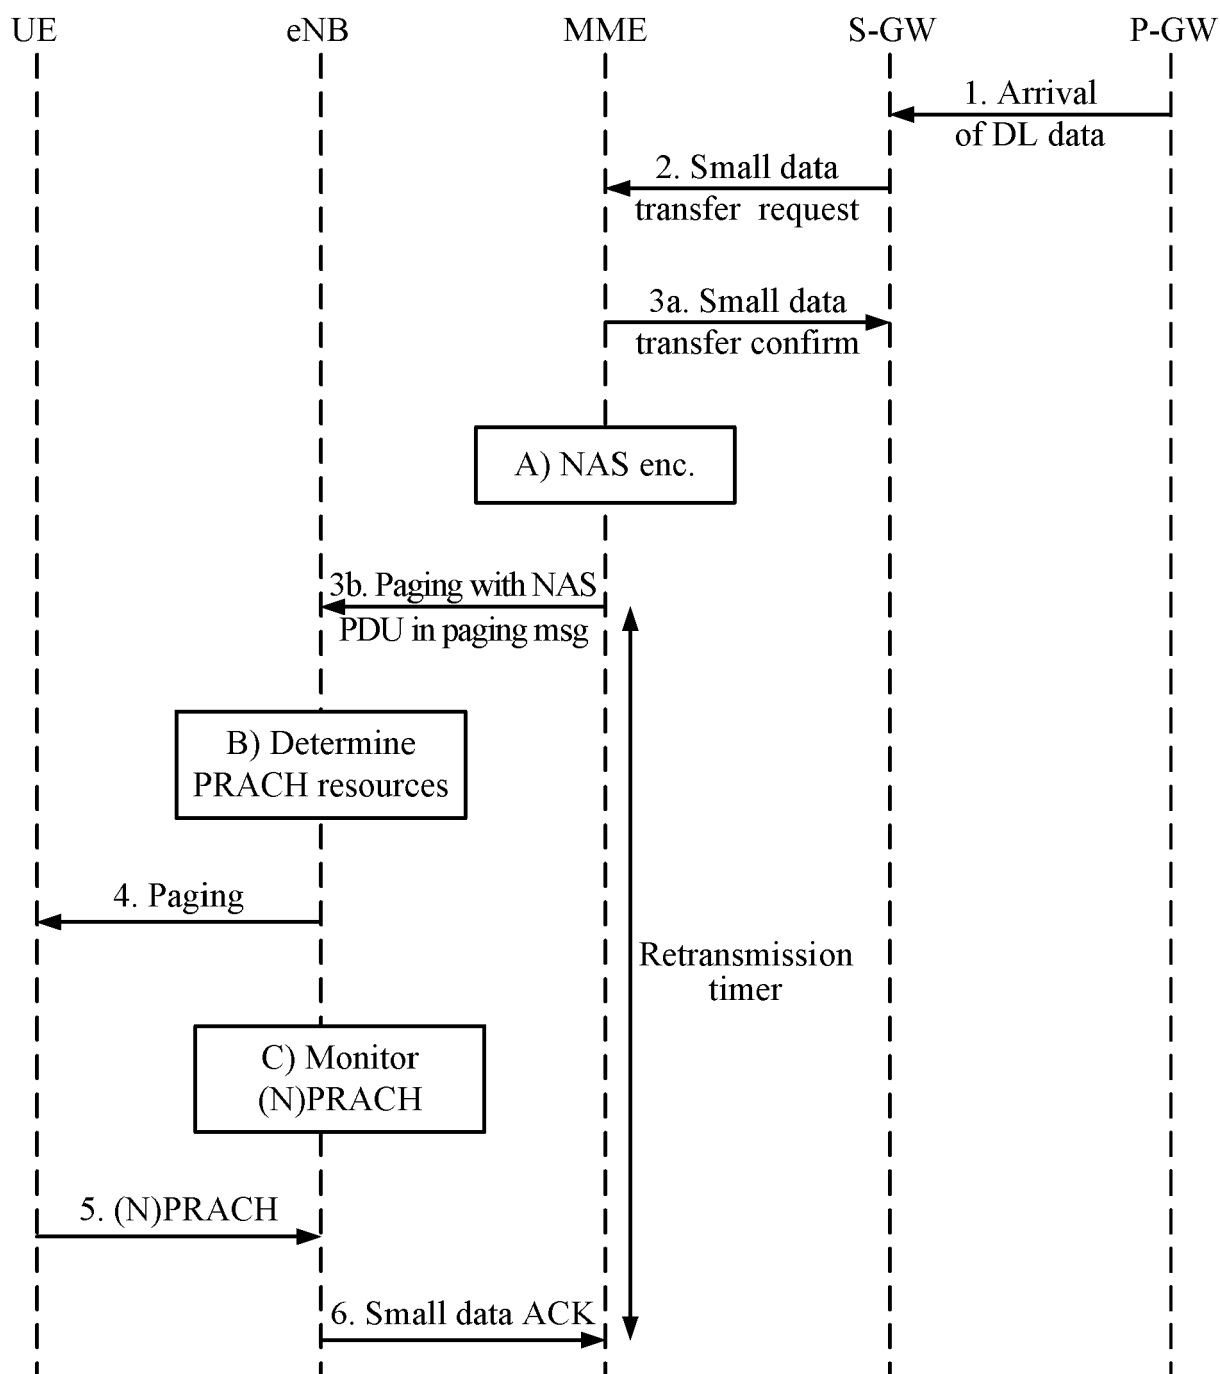 UE eNB MME S-GW P-GW
1. Arrival
of DL data
2. Small data
transfer request
3a. Small data
transfer confirm
A) NAS enc.
3b. Paging with NAS
PDU in paging msg
B) Determine
PRACH resources
4. Paging
Retransmission
timer
C) Monitor
(N)PRACH
5. (N)PRACH
6. Small data ACK